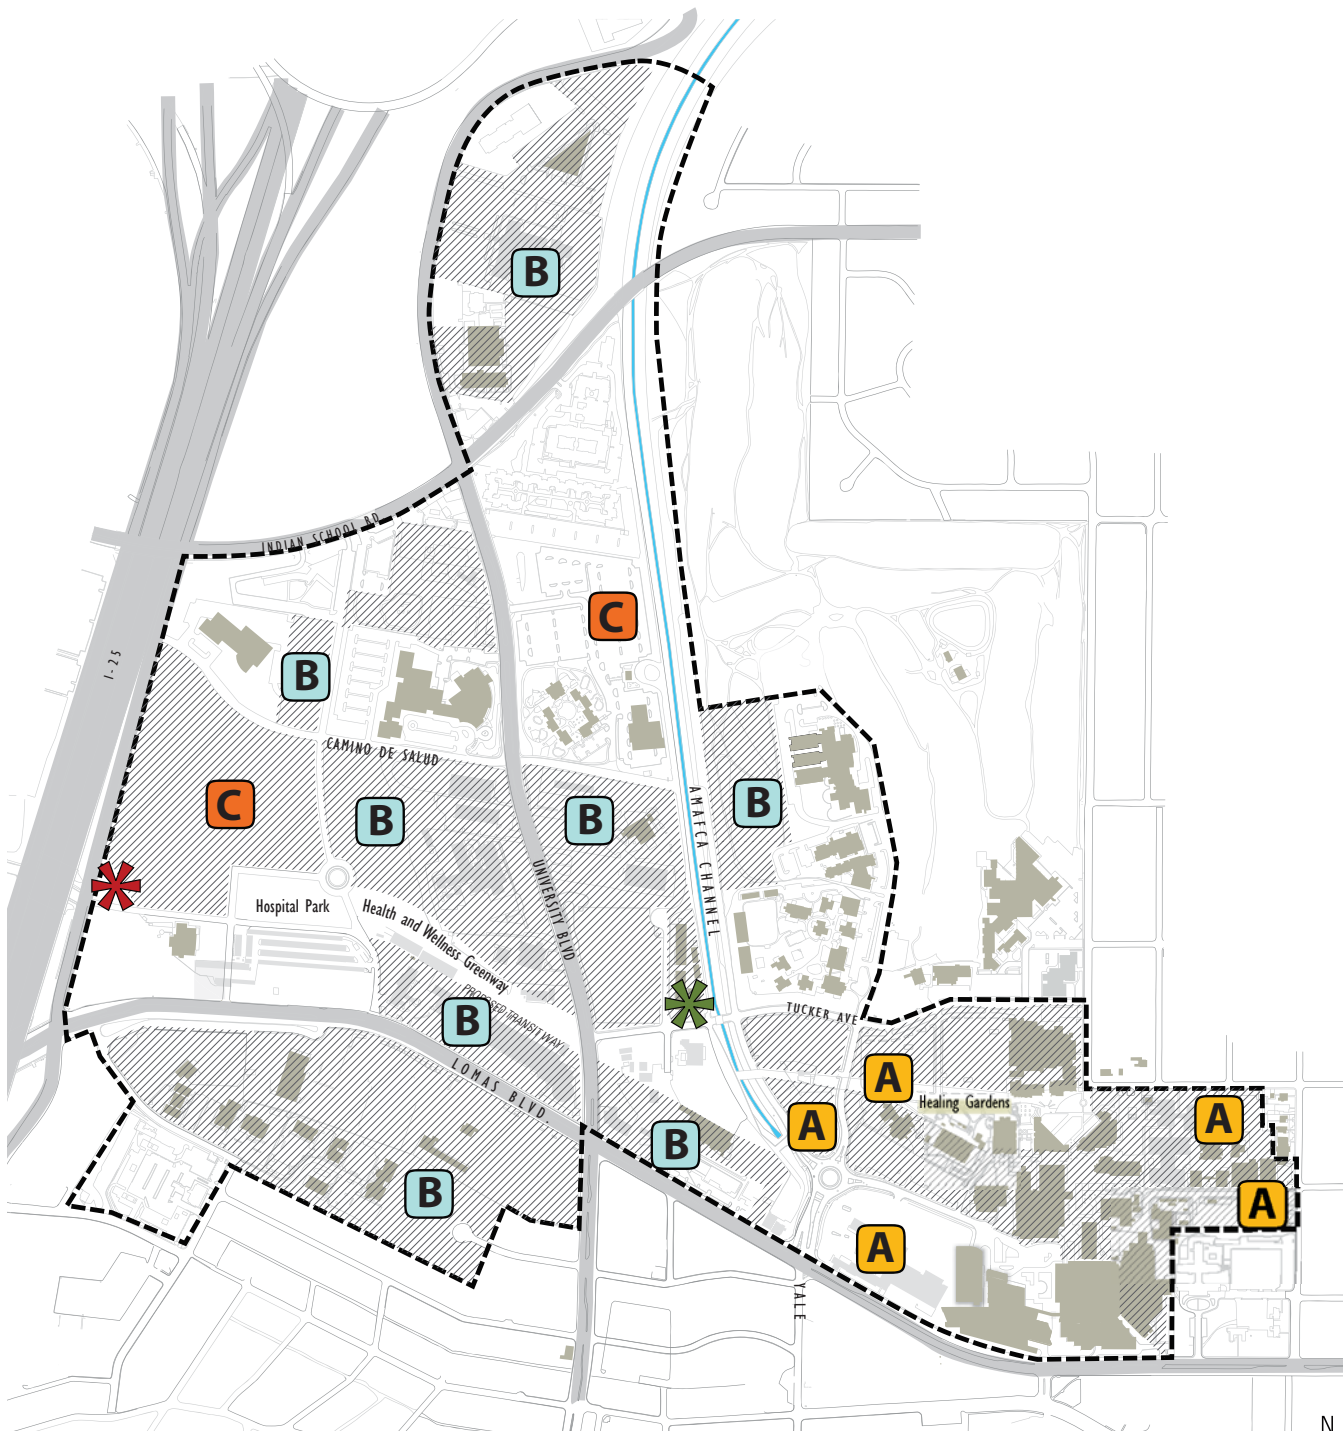 B
INDIAN SCHOOL RD
C
I-25
B
CAMINO DE SALUD
C
B
B
B
AMAFCA CHANNEL
UNIVERSITY BLVD
Hospital Park
Health and Wellness Greenway
PROPOSED TRANSIT WAY
B
TUCKER AVE
LOMAS BLVD.
A
Healing Gardens
A
A
B
B
A
A
YALE
N